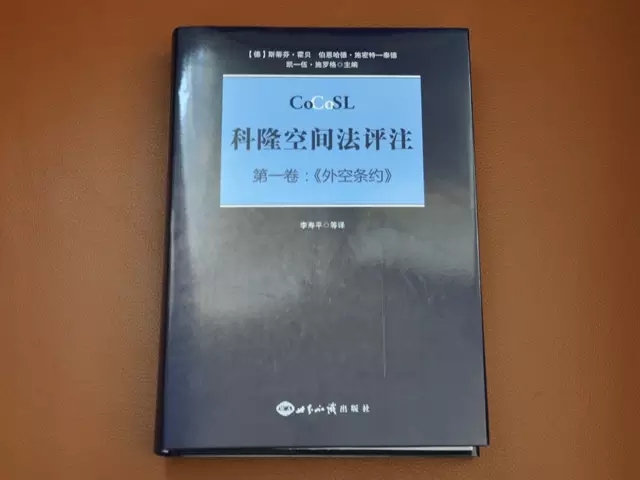 【德】斯蒂芬·霍贝 伯恩哈德·施密特—泰德
凯—伍·施罗格◎主编
CoCoSL
科隆空间法评注
第一卷：《外空条约》
李寿平◎等译
世界知识出版社